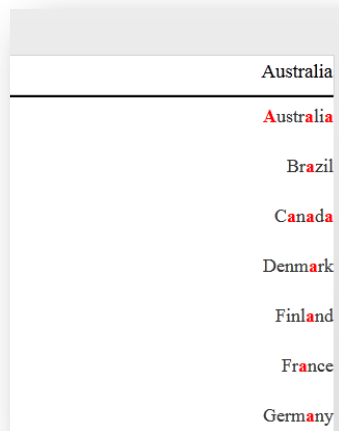 Australia
Australia
Brazil
Canada
Denmark
Finland
France
Germany